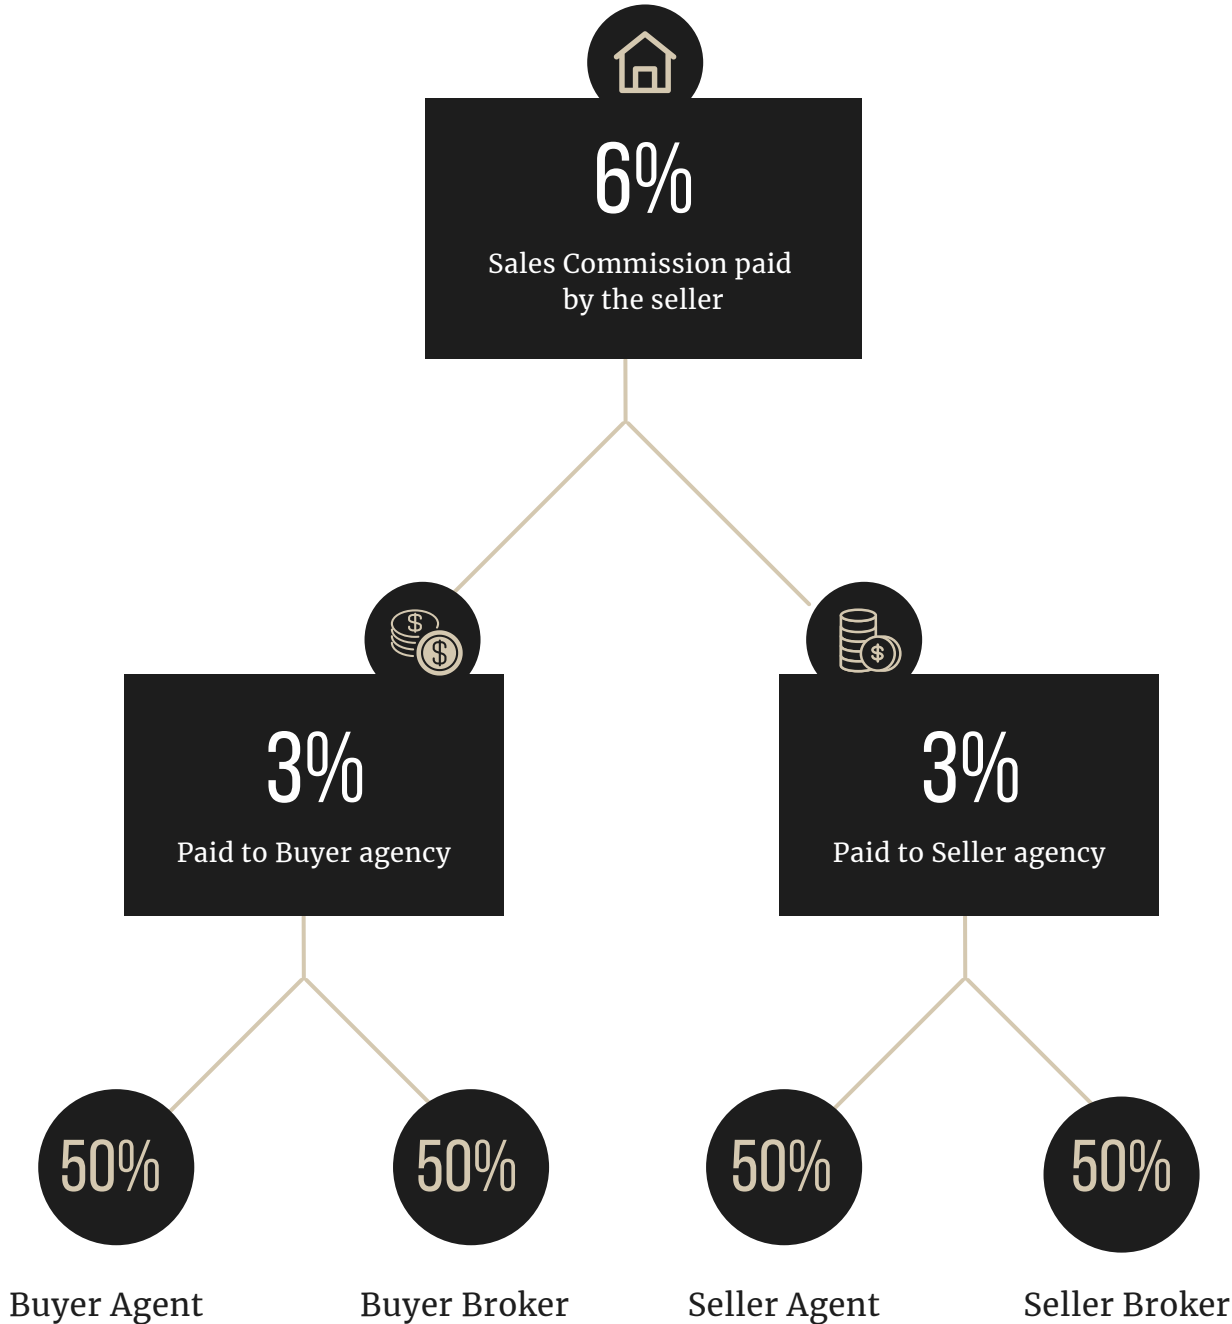 6%
Sales Commission paid
by the seller
3%
Paid to Buyer agency
3%
Paid to Seller agency
50%
Buyer Agent
50%
Buyer Broker
50%
Seller Agent
50%
Seller Broker